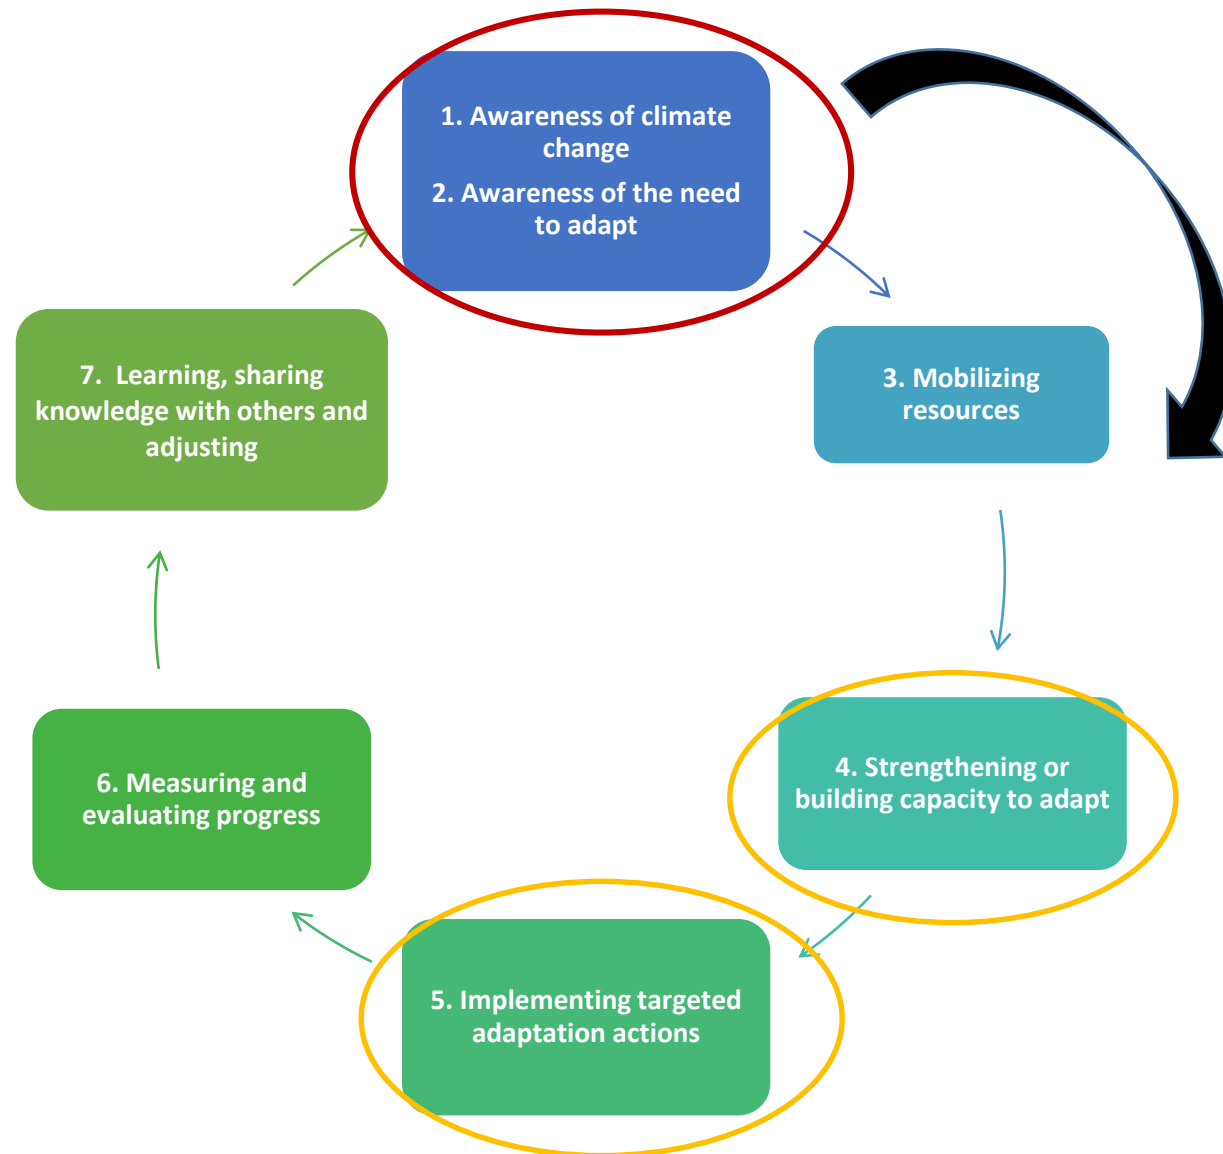 1. Awareness of climate
change
2. Awareness of the need
to adapt
3. Mobilizing
resources
4. Strengthening or
building capacity to adapt
5. Implementing targeted
adaptation actions
6. Measuring and
evaluating progress
7.  Learning, sharing
knowledge with others and
adjusting